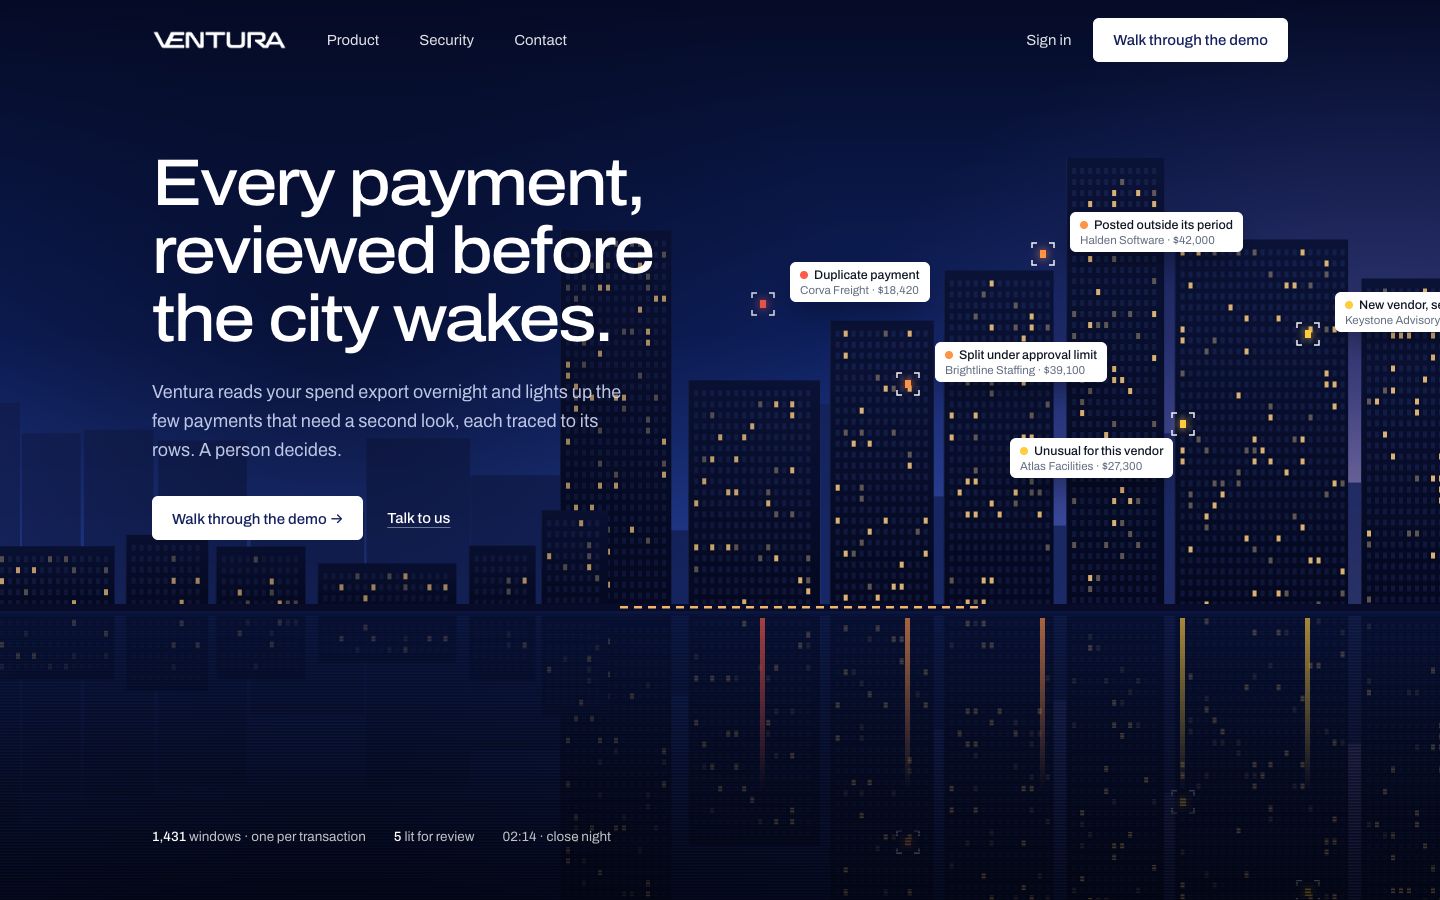 VENTURA
Product
Security
Contact
Sign in
Walk through the demo
Every payment,
reviewed before
the city wakes.
Ventura reads your spend export overnight and lights up the
few payments that need a second look, each traced to its
rows. A person decides.
Walk through the demo →
Talk to us
Posted outside its period
Halden Software · $42,000
Duplicate payment
Corva Freight · $18,420
New vendor,
Keystone Advisory
Split under approval limit
Brightline Staffing · $39,100
Unusual for this vendor
Atlas Facilities · $27,300
1,431 windows · one per transaction
5 lit for review
02:14 · close night